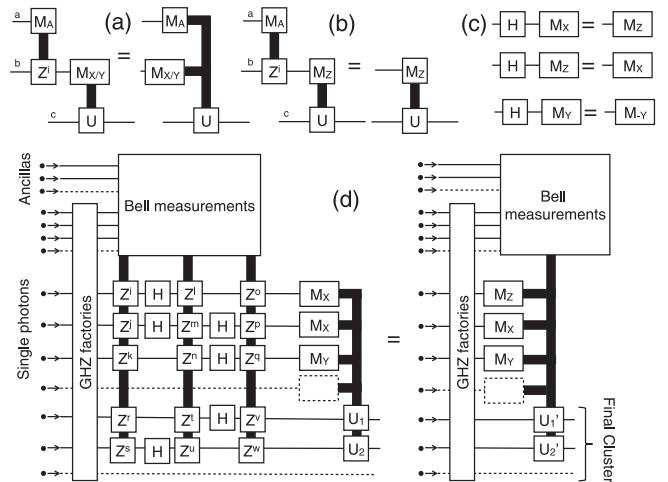 a M_A M_A
(a)
=
b Z^i M_X/Y M_X/Y
c U U
a M_A
(b)
b Z^i M_Z = M_Z
c U U
(c)
H M_X = M_Z
H M_Z = M_X
H M_Y = M_-Y
Ancillas
Single photons
GHZ factories
Bell measurements
(d)
Z^i H Z^l Z^o M_X
Z^j H Z^m H Z^p M_X
Z^k Z^n H Z^q M_Y
Z^r Z^t H Z^v U_1
Z^s H Z^u Z^w U_2
=
Bell
measurements
GHZ factories
M_Z
M_X
M_Y
U_1'
U_2'
Final Cluster